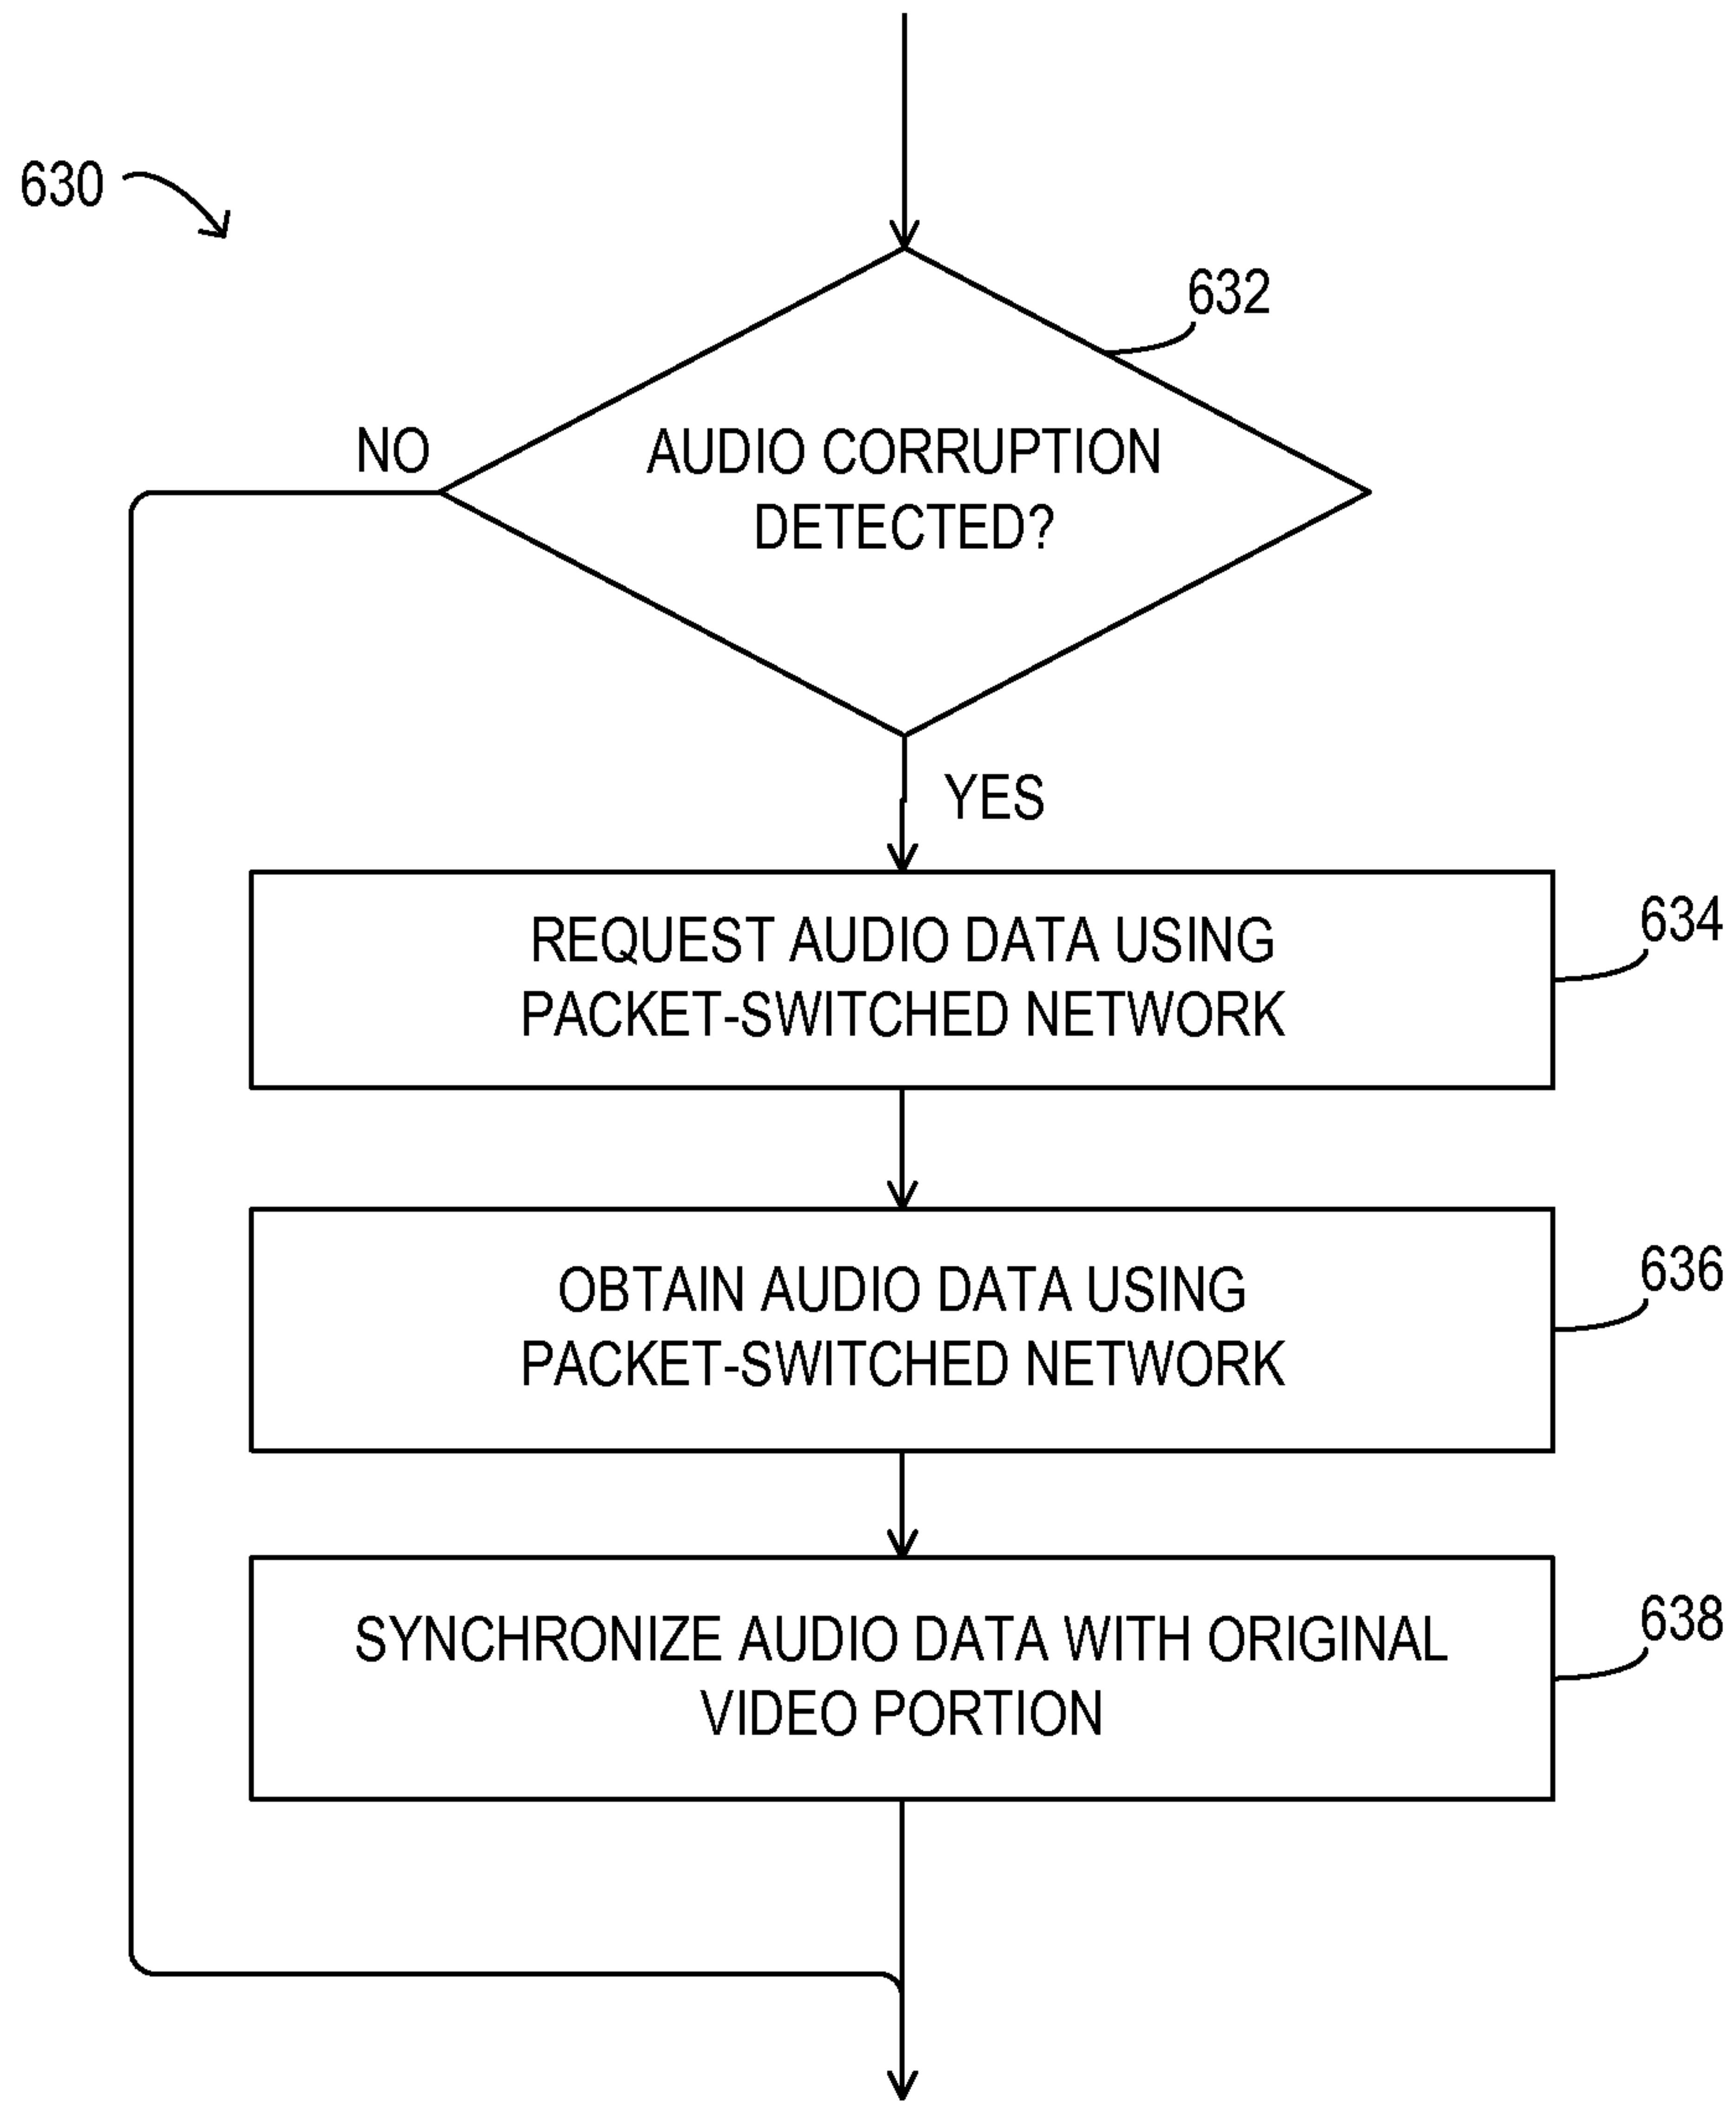 630
632
NO
AUDIO CORRUPTION
DETECTED?
YES
REQUEST AUDIO DATA USING
PACKET-SWITCHED NETWORK
634
OBTAIN AUDIO DATA USING
PACKET-SWITCHED NETWORK
636
SYNCHRONIZE AUDIO DATA WITH ORIGINAL
VIDEO PORTION
638